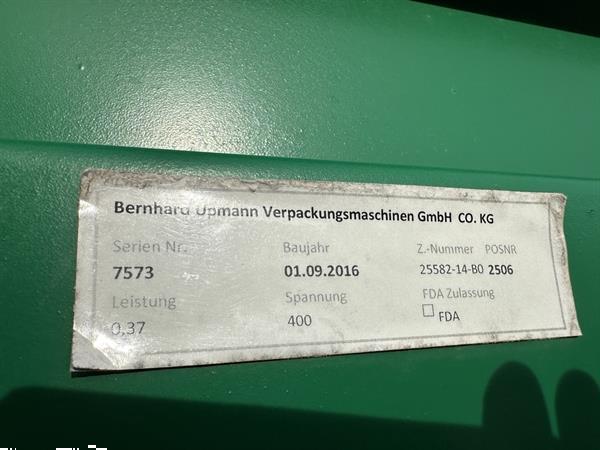 Bernhard Upmann Verpackungsmaschinen GmbH CO. KG
Serien Nr. Baujahr Z.-Nummer POSNR
7573 01.09.2016 25582-14-B0 2506
Leistung Spannung FDA Zulassung
0,37 400 FDA